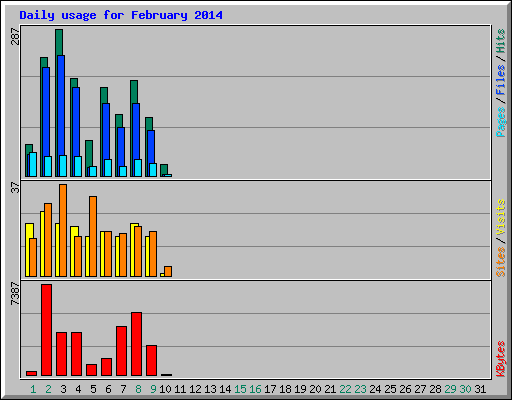 Daily usage for February 2014
287
Pages / Files / Hits
37
Sites / Visits
7387
KBytes
1 2 3 4 5 6 7 8 9 10 11 12 13 14 15 16 17 18 19 20 21 22 23 24 25 26 27 28 29 30 31